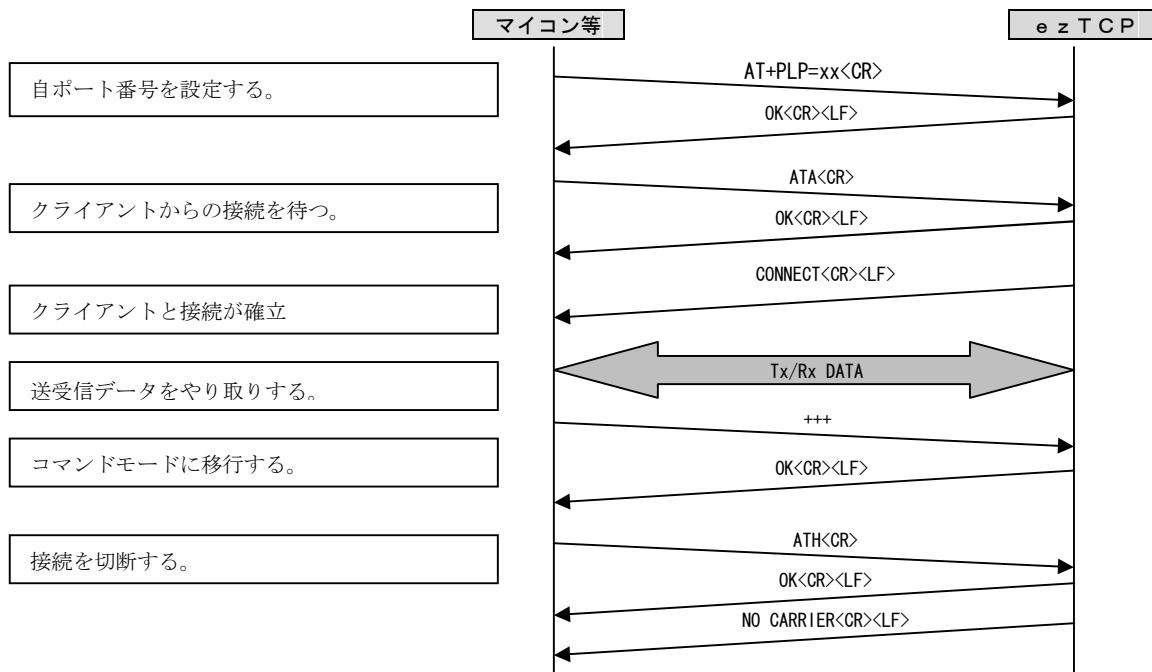 マイコン等
ezTCP
自ポート番号を設定する。
AT+PLP=xx<CR>
OK<CR><LF>
クライアントからの接続を待つ。
ATA<CR>
OK<CR><LF>
CONNECT<CR><LF>
クライアントと接続が確立
送受信データをやり取りする。
Tx/Rx DATA
+++
コマンドモードに移行する。
OK<CR><LF>
接続を切断する。
ATH<CR>
OK<CR><LF>
NO CARRIER<CR><LF>